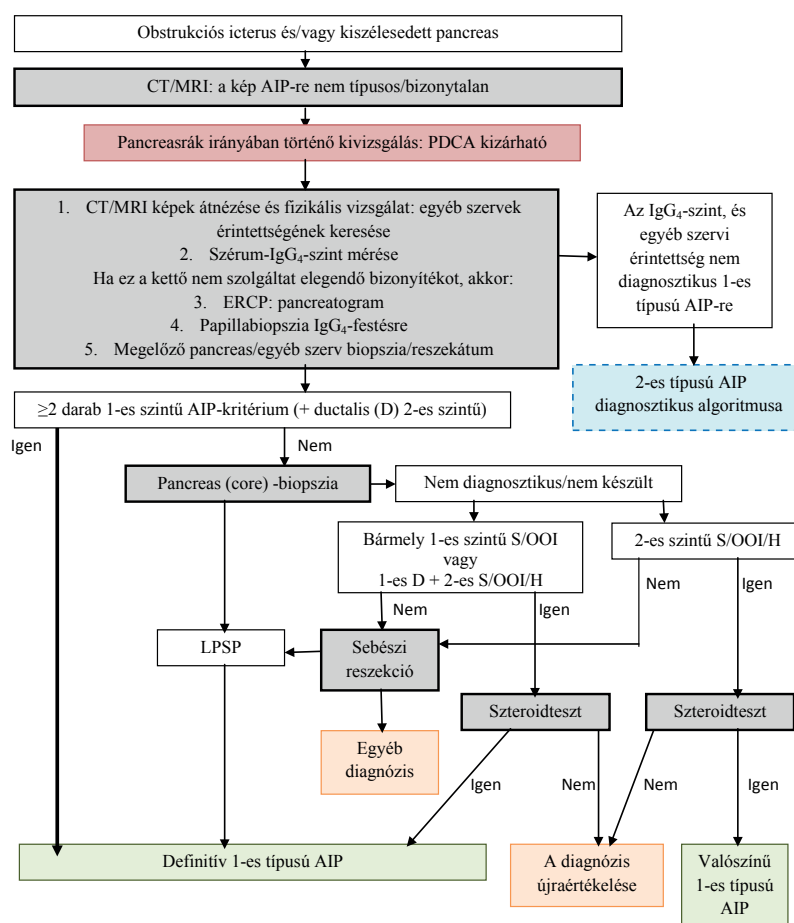 Obstrukciós icterus és/vagy kiszélesedett pancreas
CT/MRI: a kép AIP-re nem típusos/bizonytalan
Pancreasrák irányában történő kivizsgálás: PDCA kizárható
1. CT/MRI képek átnézése és fizikális vizsgálat: egyéb szervek
érintettségének keresése
2. Szérum-IgG₄-szint mérése
Ha ez a kettő nem szolgáltat elegendő bizonyítékot, akkor:
3. ERCP: pancreatogram
4. Papillabiopszia IgG₄-festésre
5. Megelőző pancreas/egyéb szerv biopszia/reszekátum
Az IgG₄-szint, és
egyéb szervi
érintettség nem
diagnosztikus 1-es
típusú AIP-re
2-es típusú AIP
diagnosztikus algoritmusa
≥2 darab 1-es szintű AIP-kritérium (+ ductalis (D) 2-es szintű)
Igen
Nem
Pancreas (core) -biopszia
Nem diagnosztikus/nem készült
Bármely 1-es szintű S/OOI
vagy
1-es D + 2-es S/OOI/H
2-es szintű S/OOI/H
Nem
Igen
Nem
Igen
LPSP
Sebészi
reszekció
Szteroidteszt
Szteroidteszt
Egyéb
diagnózis
Igen
Nem
Nem
Igen
Definitív 1-es típusú AIP
A diagnózis
újraértékelése
Valószínű
1-es típusú
AIP